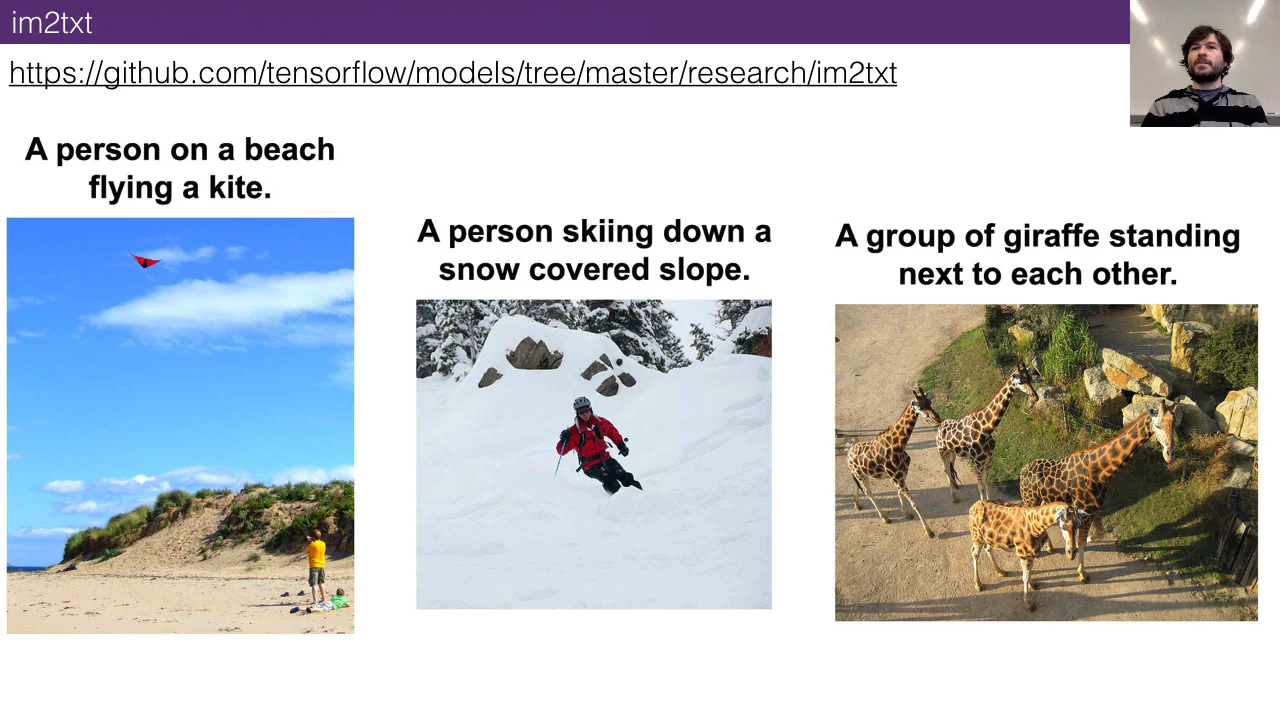 im2txt
https://github.com/tensorflow/models/tree/master/research/im2txt
A person on a beach
flying a kite.
A person skiing down a
snow covered slope.
A group of giraffe standing
next to each other.